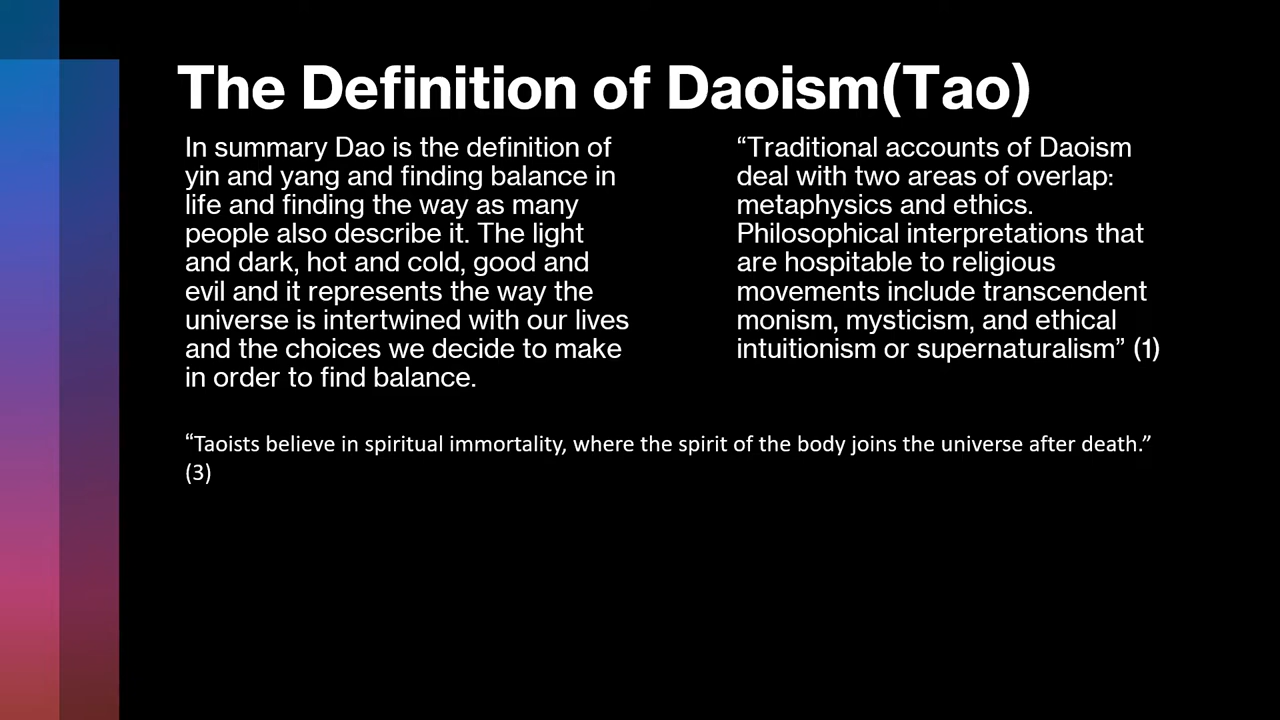 The Definition of Daoism(Tao)
In summary Dao is the definition of
yin and yang and finding balance in
life and finding the way as many
people also describe it. The light
and dark, hot and cold, good and
evil and it represents the way the
universe is intertwined with our lives
and the choices we decide to make
in order to find balance.
“Traditional accounts of Daoism
deal with two areas of overlap:
metaphysics and ethics.
Philosophical interpretations that
are hospitable to religious
movements include transcendent
monism, mysticism, and ethical
intuitionism or supernaturalism” (1)
“Taoists believe in spiritual immortality, where the spirit of the body joins the universe after death.”
(3)